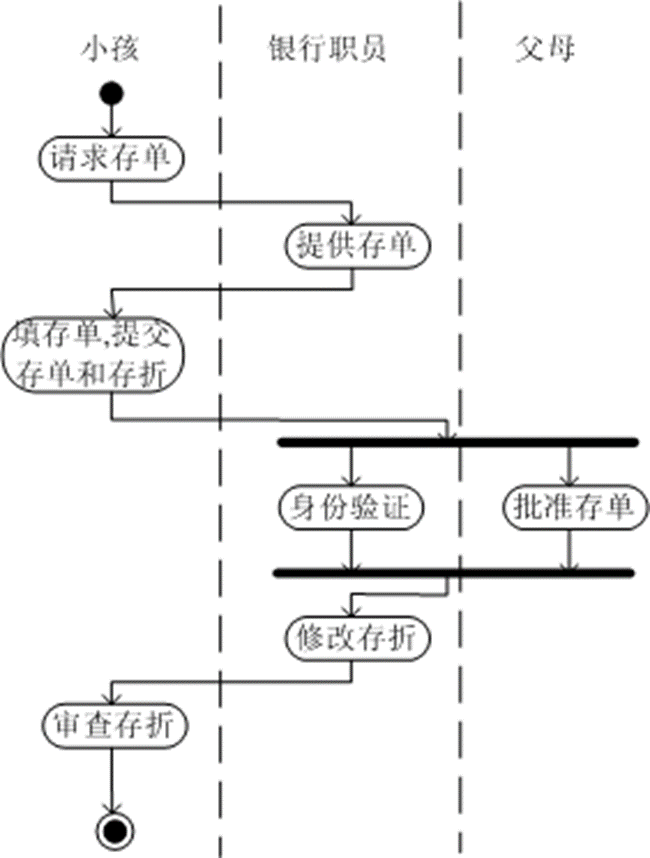 小孩
银行职员
父母
请求存单
提供存单
填存单,提交
存单和存折
身份验证
批准存单
修改存折
审查存折